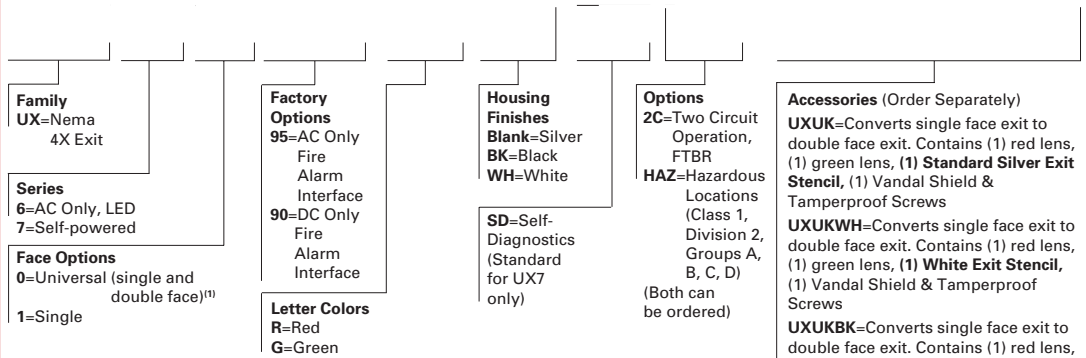 Family
UX=Nema
4X Exit
Series
6=AC Only, LED
7=Self-powered
Face Options
0=Universal (single and
double face)(1)
1=Single
Factory
Options
95=AC Only
Fire
Alarm
Interface
90=DC Only
Fire
Alarm
Interface
Letter Colors
R=Red
G=Green
Housing
Finishes
Blank=Silver
BK=Black
WH=White
SD=Self-
Diagnostics
(Standard
for UX7
only)
Options
2C=Two Circuit
Operation,
FTBR
HAZ=Hazardous
Locations
(Class 1,
Division 2,
Groups A,
B, C, D)
(Both can
be ordered)
Accessories (Order Separately)
UXUK=Converts single face exit to
double face exit. Contains (1) red lens,
(1) green lens, (1) Standard Silver Exit
Stencil, (1) Vandal Shield &
Tamperproof Screws
UXUKWH=Converts single face exit to
double face exit. Contains (1) red lens,
(1) green lens, (1) White Exit Stencil,
(1) Vandal Shield & Tamperproof
Screws
UXUKBK=Converts single face exit to
double face exit. Contains (1) red lens,